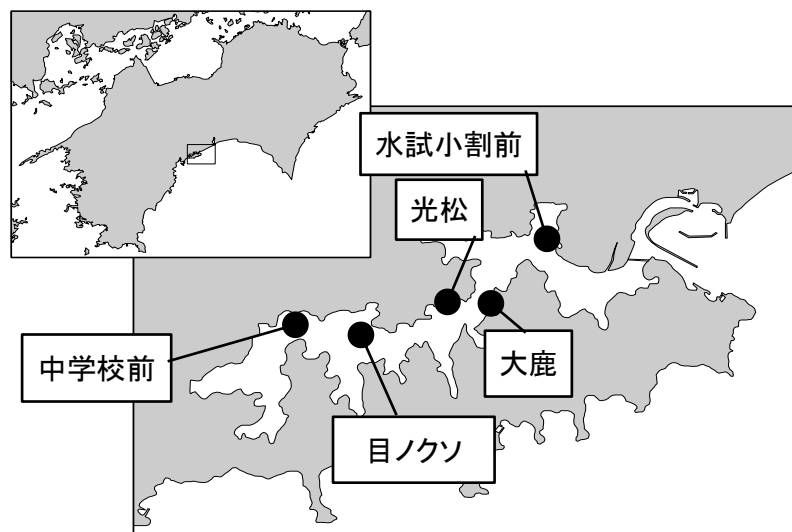 水試小割前
光松
中学校前
大鹿
目ノクソ